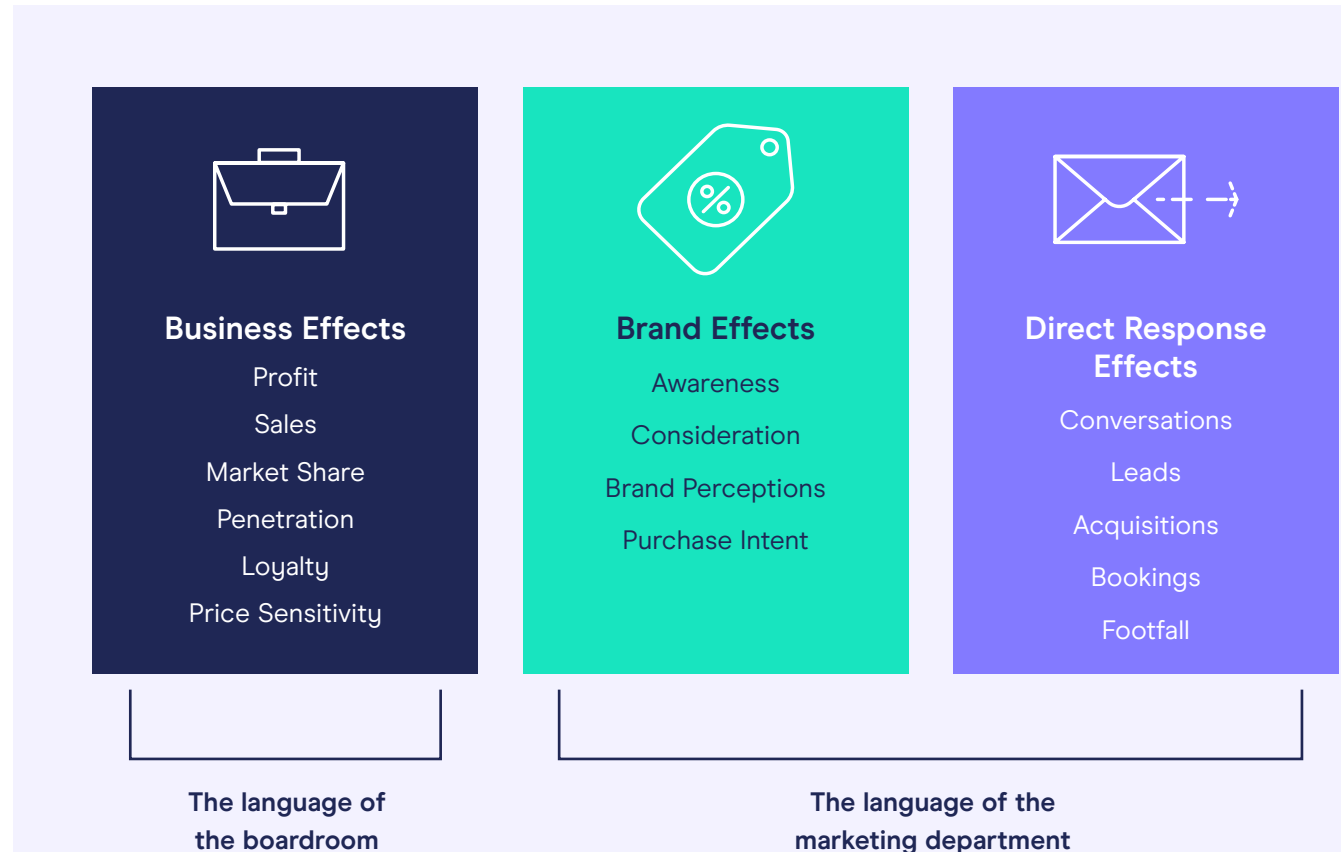 Business Effects
Profit
Sales
Market Share
Penetration
Loyalty
Price Sensitivity
Brand Effects
Awareness
Consideration
Brand Perceptions
Purchase Intent
Direct Response
Effects
Conversations
Leads
Acquisitions
Bookings
Footfall
The language of
the boardroom
The language of the
marketing department